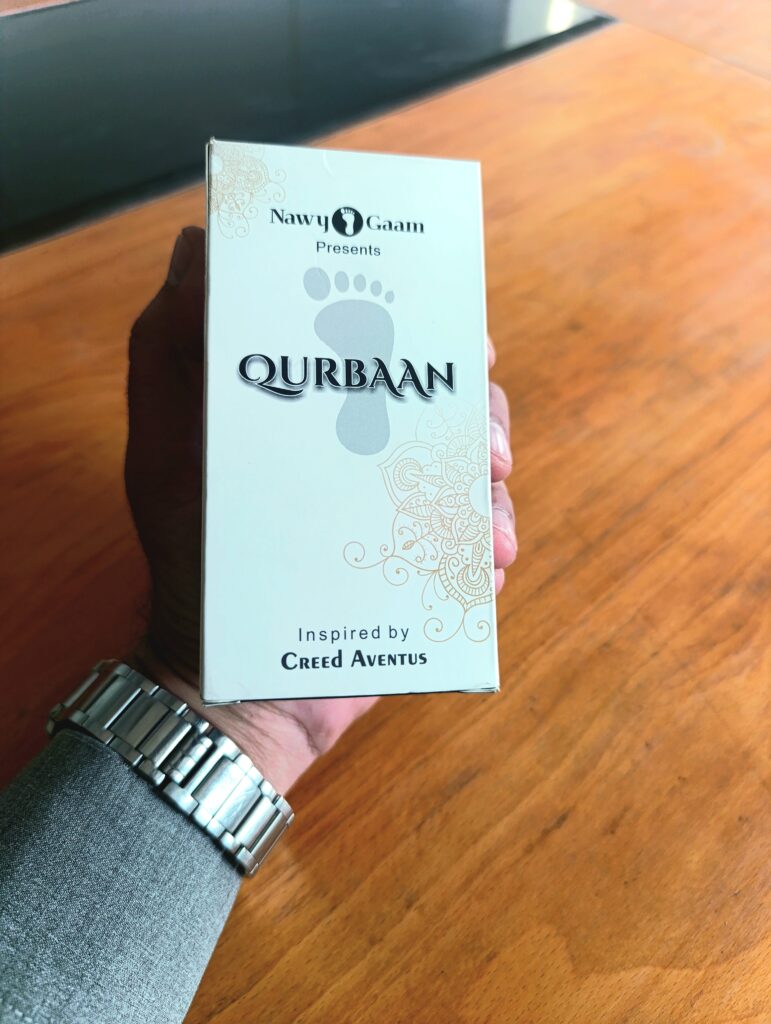 Nawy Gaam
Presents
QURBAAN
Inspired by
Creed Aventus